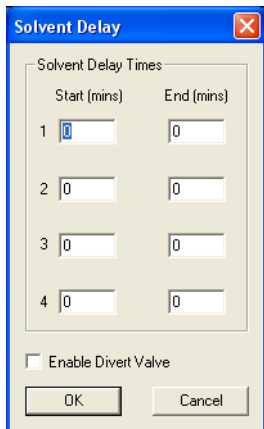 Solvent Delay
Solvent Delay Times
Start (mins) End (mins)
1 0 0
2 0 0
3 0 0
4 0 0
Enable Divert Valve
OK Cancel